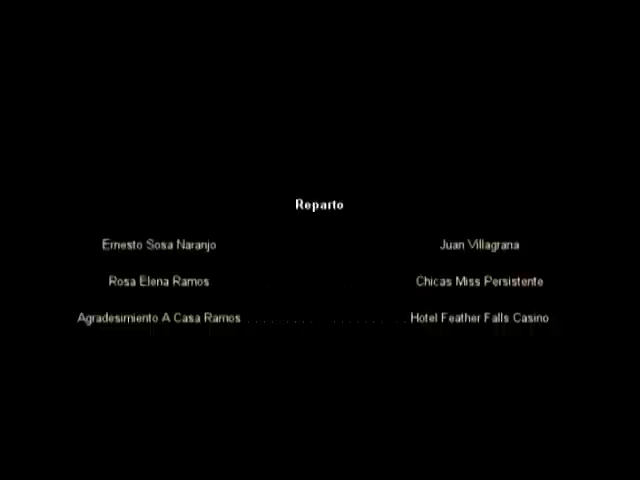 Reparto
Ernesto Sosa Naranjo Juan Villagrana
Rosa Elena Ramos Chicas Miss Persistente
Agradesimiento A Casa Ramos . . . . . . . . . . . . . . . . . . Hotel Feather Falls Casino